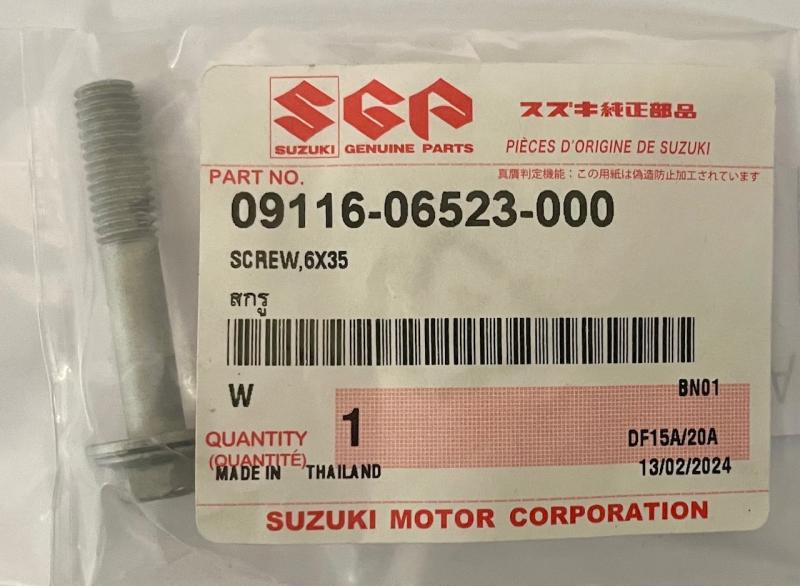 SGP
SUZUKI GENUINE PARTS
スズキ純正部品
PIÈCES D'ORIGINE DE SUZUKI
PART NO.
真贋判定機能：この用紙は偽造防止加工されています
09116-06523-000
SCREW,6X35
สกรู
W
BN01
QUANTITY
1
DF15A/20A
(QUANTITÉ)
MADE IN THAILAND
13/02/2024
SUZUKI MOTOR CORPORATION